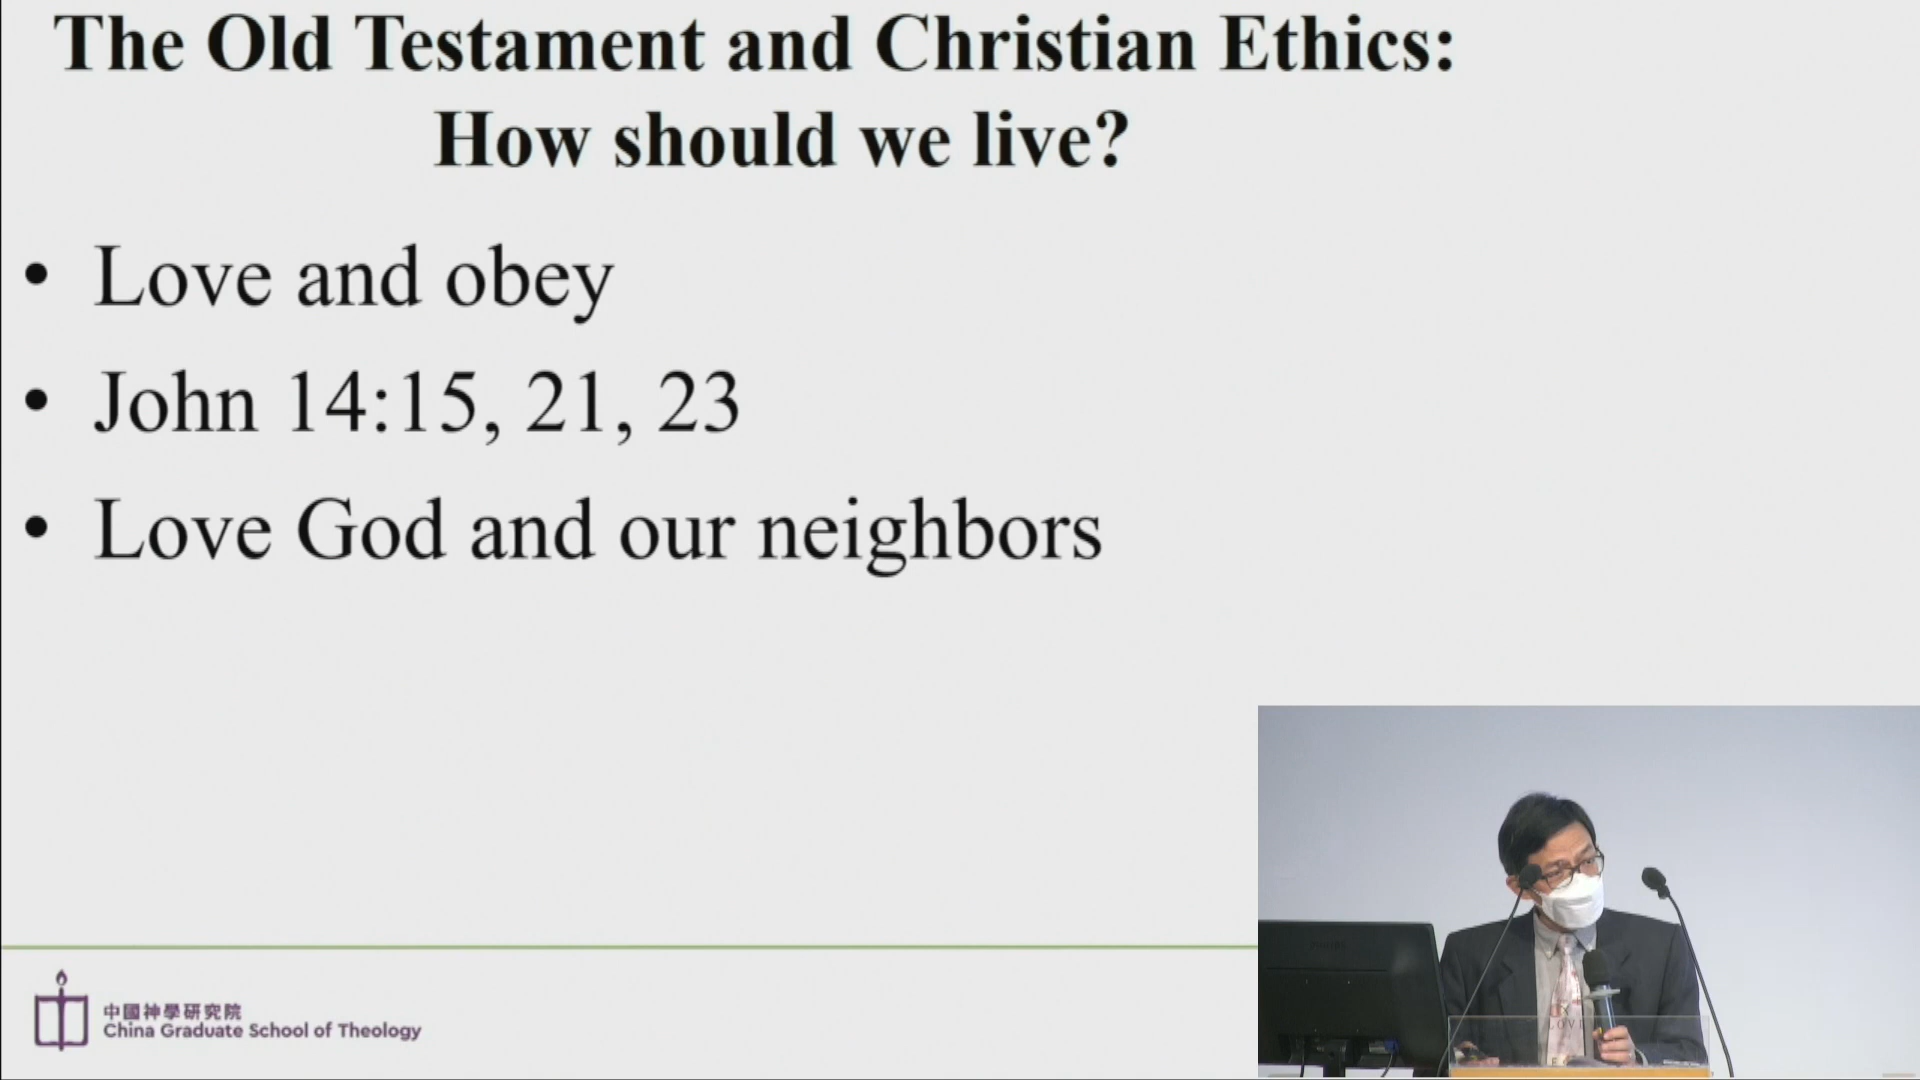 The Old Testament and Christian Ethics:
How should we live?
• Love and obey
• John 14:15, 21, 23
• Love God and our neighbors
中國神學研究院
China Graduate School of Theology